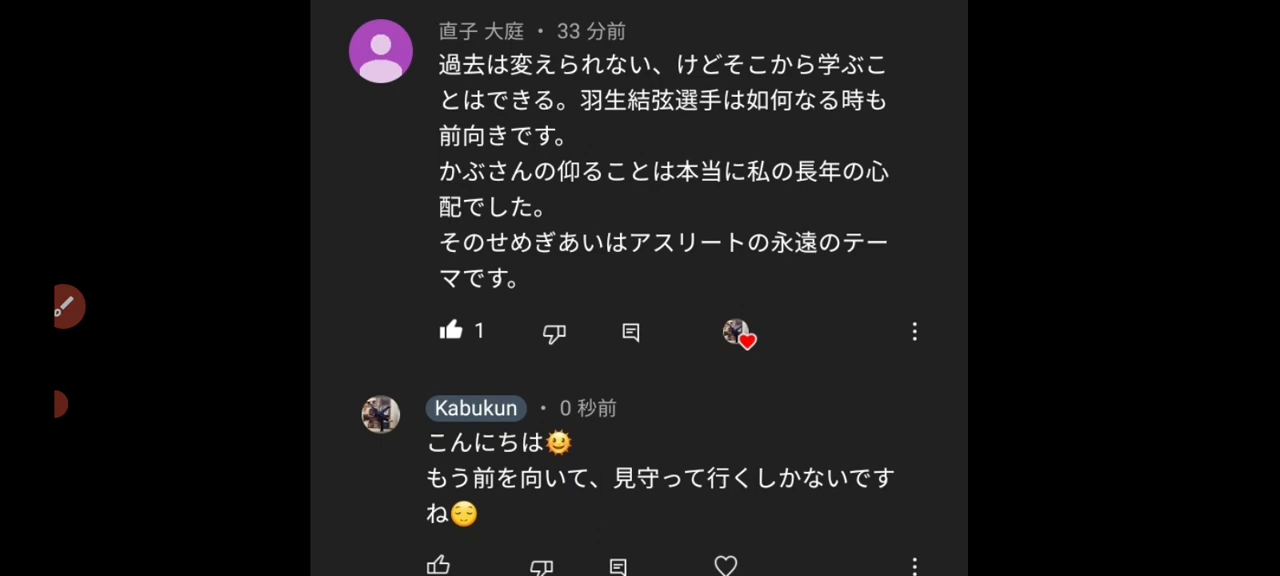 直子 大庭 • 33 分前
過去は変えられない、けどそこから学ぶこ
とはできる。羽生結弦選手は如何なる時も
前向きです。
かぶさんの仰ることは本当に私の長年の心
配でした。
そのせめぎあいはアスリートの永遠のテー
マです。
1
Kabukun • 0 秒前
こんにちは🌞
もう前を向いて、見守って行くしかないです
ね😌